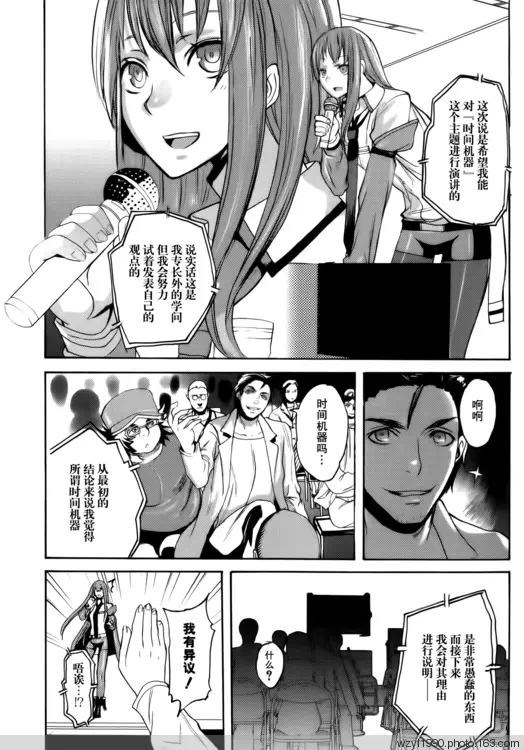 这次说是希望我能
对『时间机器』
这个主题进行演讲的
说实话这是
我专长外的学问
但我会努力
试着发表自己的
观点的
啊啊
时间机器吗…
从最初的
结论来说我觉得
所谓时间机器
是非常愚蠢的东西
而接下来
我会对其理由
进行说明——
什么？
我有异议！
唔诶…!?
wzyf1990.photo.163.com